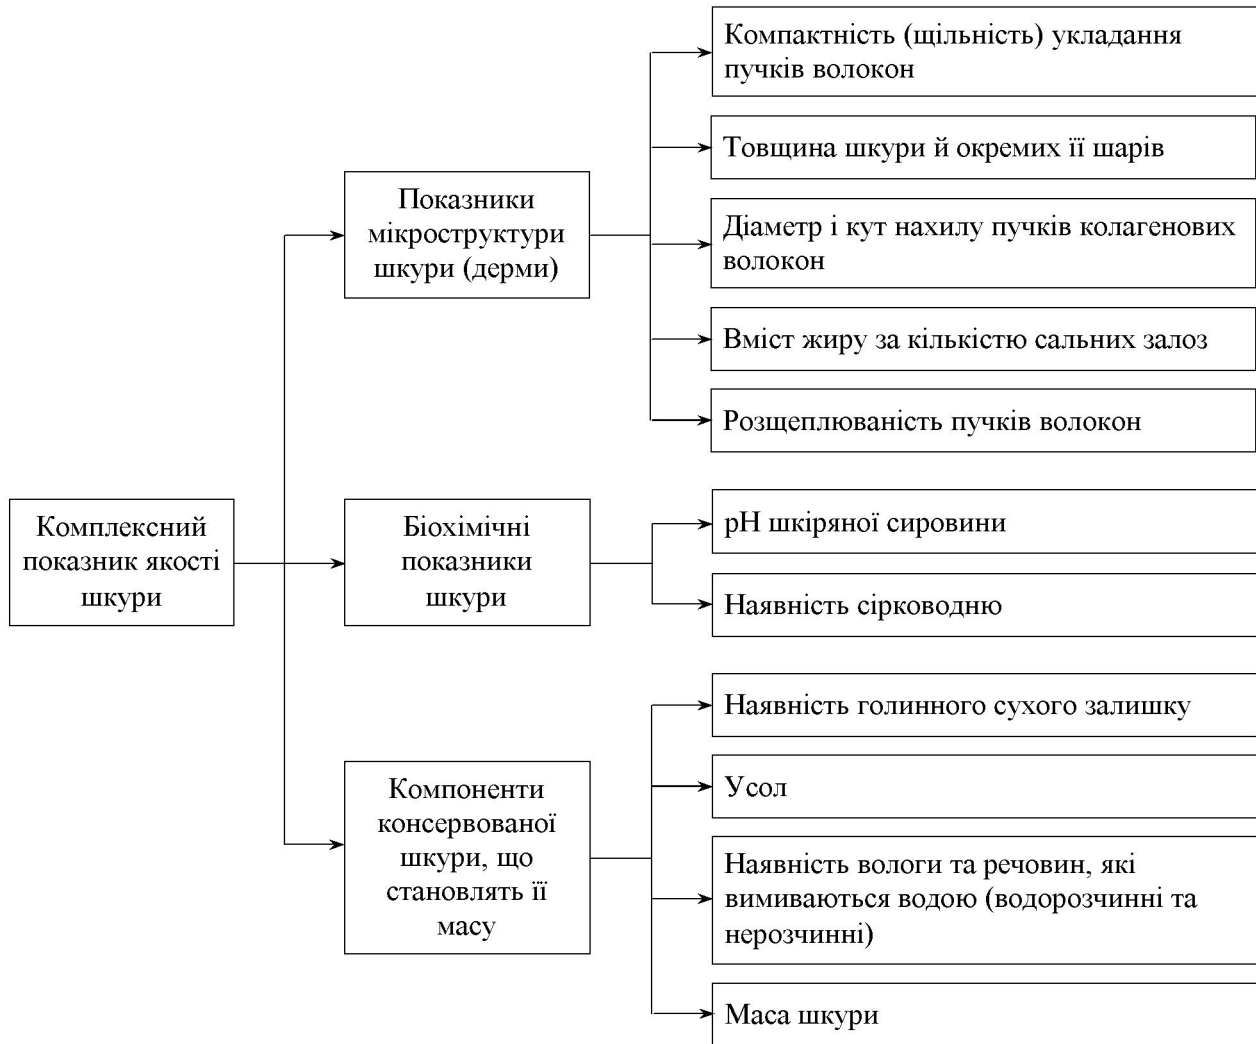 Комплексний
показник якості
шкури
Показники
мікроструктури
шкури (дерми)
Компактність (щільність) укладання
пучків волокон
Товщина шкури й окремих її шарів
Діаметр і кут нахилу пучків колагенових
волокон
Вміст жиру за кількістю сальних залоз
Розщеплюваність пучків волокон
Біохімічні
показники
шкури
рН шкіряної сировини
Наявність сірководню
Компоненти
консервованої
шкури, що
становлять її
масу
Наявність голинного сухого залишку
Усол
Наявність вологи та речовин, які
вимиваються водою (водорозчинні та
нерозчинні)
Маса шкури